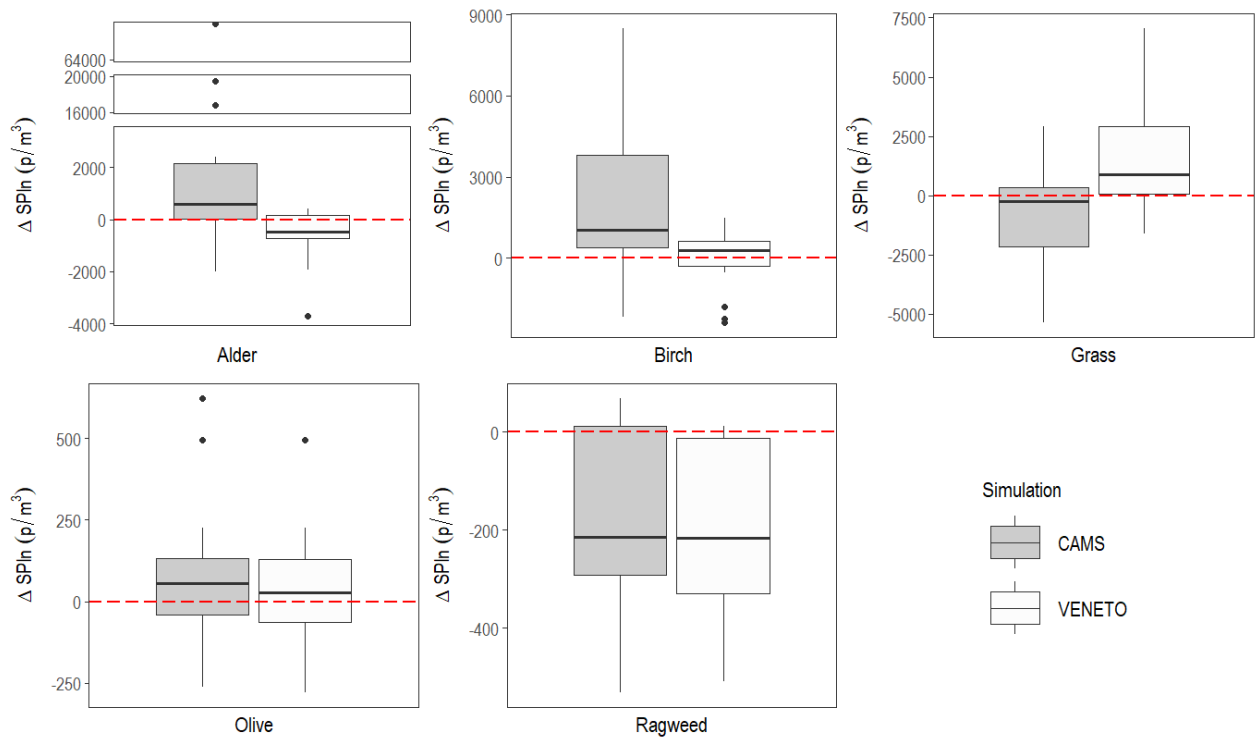 Δ SPIn (p/m³)
64000
20000
16000
2000
0
-2000
-4000
Alder
Δ SPIn (p/m³)
9000
6000
3000
0
Birch
Δ SPIn (p/m³)
7500
5000
2500
0
-2500
-5000
Grass
Δ SPIn (p/m³)
500
250
0
-250
Olive
Δ SPIn (p/m³)
0
-200
-400
Ragweed
Simulation
CAMS
VENETO